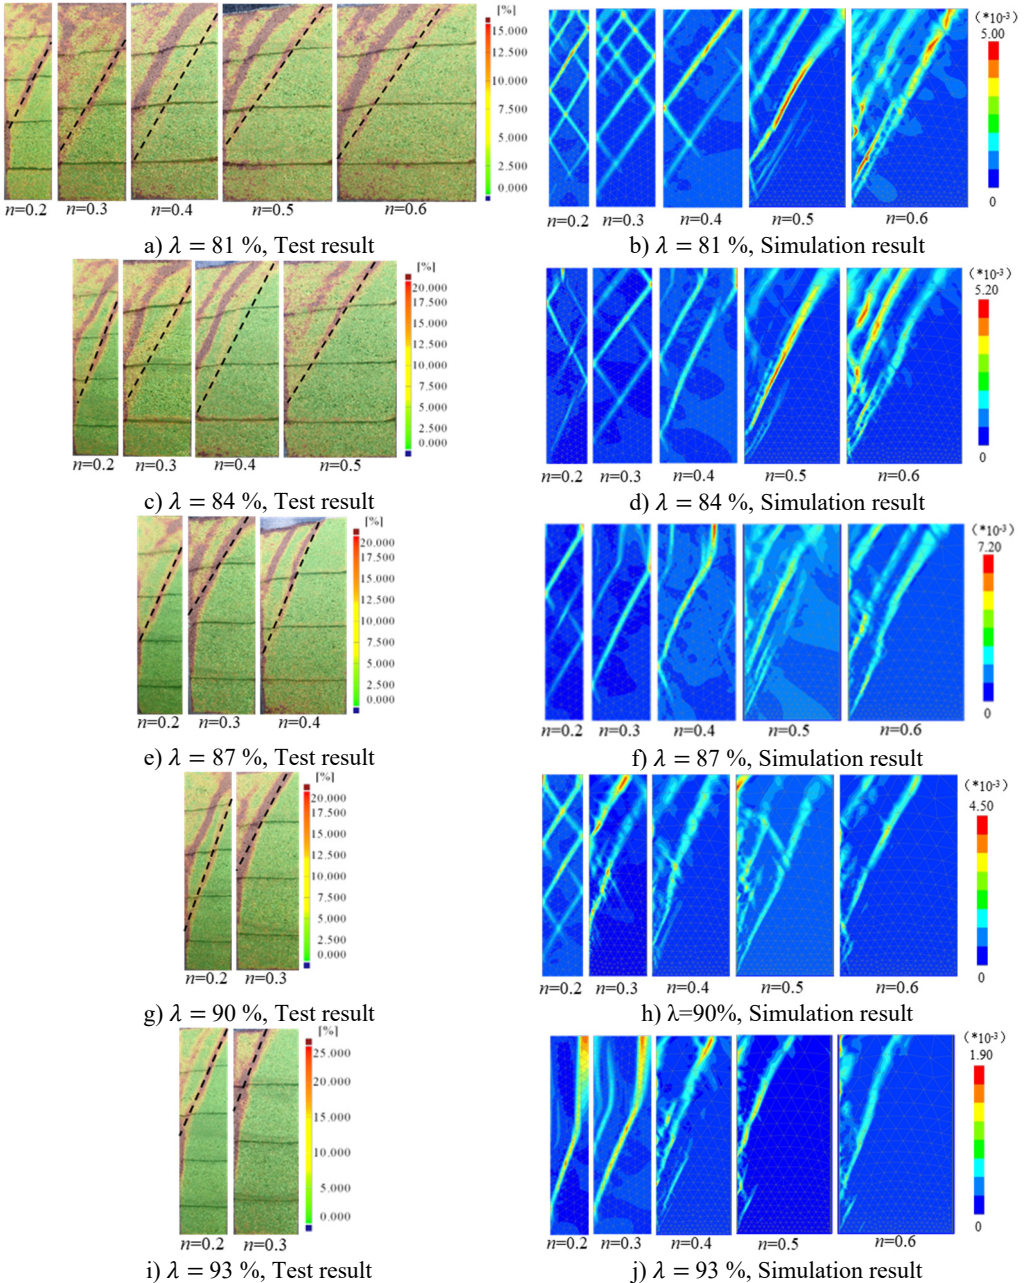 [%]
15.000
12.500
10.000
7.500
5.000
2.500
0.000
n=0.2 n=0.3 n=0.4 n=0.5 n=0.6
a) λ = 81 %, Test result
(*10⁻³)
5.00
0
n=0.2 n=0.3 n=0.4 n=0.5 n=0.6
b) λ = 81 %, Simulation result
[%]
20.000
17.500
12.500
10.000
7.500
5.000
2.500
0.000
n=0.2 n=0.3 n=0.4 n=0.5
c) λ = 84 %, Test result
(*10⁻³)
5.20
0
n=0.2 n=0.3 n=0.4 n=0.5 n=0.6
d) λ = 84 %, Simulation result
[%]
20.000
17.500
15.000
12.500
10.000
7.500
5.000
2.500
0.000
n=0.2 n=0.3 n=0.4
e) λ = 87 %, Test result
(*10⁻³)
7.20
0
n=0.2 n=0.3 n=0.4 n=0.5 n=0.6
f) λ = 87 %, Simulation result
[%]
20.000
17.500
15.000
12.500
10.000
7.500
5.000
2.500
0.000
n=0.2 n=0.3
g) λ = 90 %, Test result
(*10⁻³)
4.50
0
n=0.2 n=0.3 n=0.4 n=0.5 n=0.6
h) λ=90%, Simulation result
[%]
25.000
20.000
15.000
10.000
5.000
0.000
n=0.2 n=0.3
i) λ = 93 %, Test result
(*10⁻³)
1.90
0
n=0.2 n=0.3 n=0.4 n=0.5 n=0.6
j) λ = 93 %, Simulation result